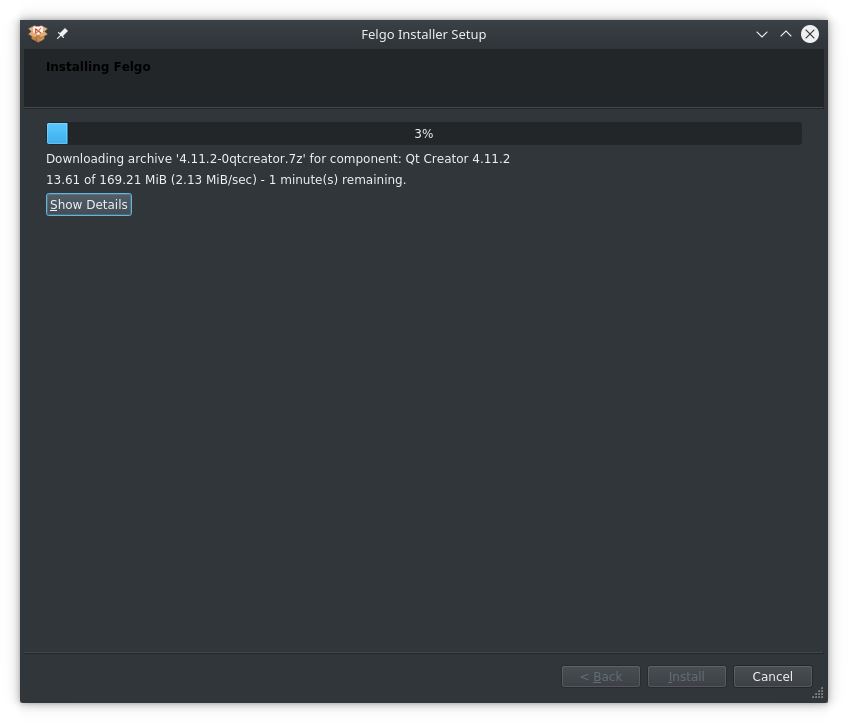 Felgo Installer Setup
Installing Felgo
3%
Downloading archive '4.11.2-0qtcreator.7z' for component: Qt Creator 4.11.2
13.61 of 169.21 MiB (2.13 MiB/sec) - 1 minute(s) remaining.
Show Details
< Back
Install
Cancel